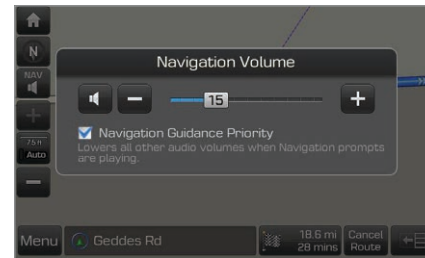 N
Navigation Volume
NAV
15
Navigation Guidance Priority
75 ft
Auto
Lowers all other audio volumes when Navigation prompts
are playing.
Menu
Geddes Rd
18.6 mi
28 mins
Cancel
Route